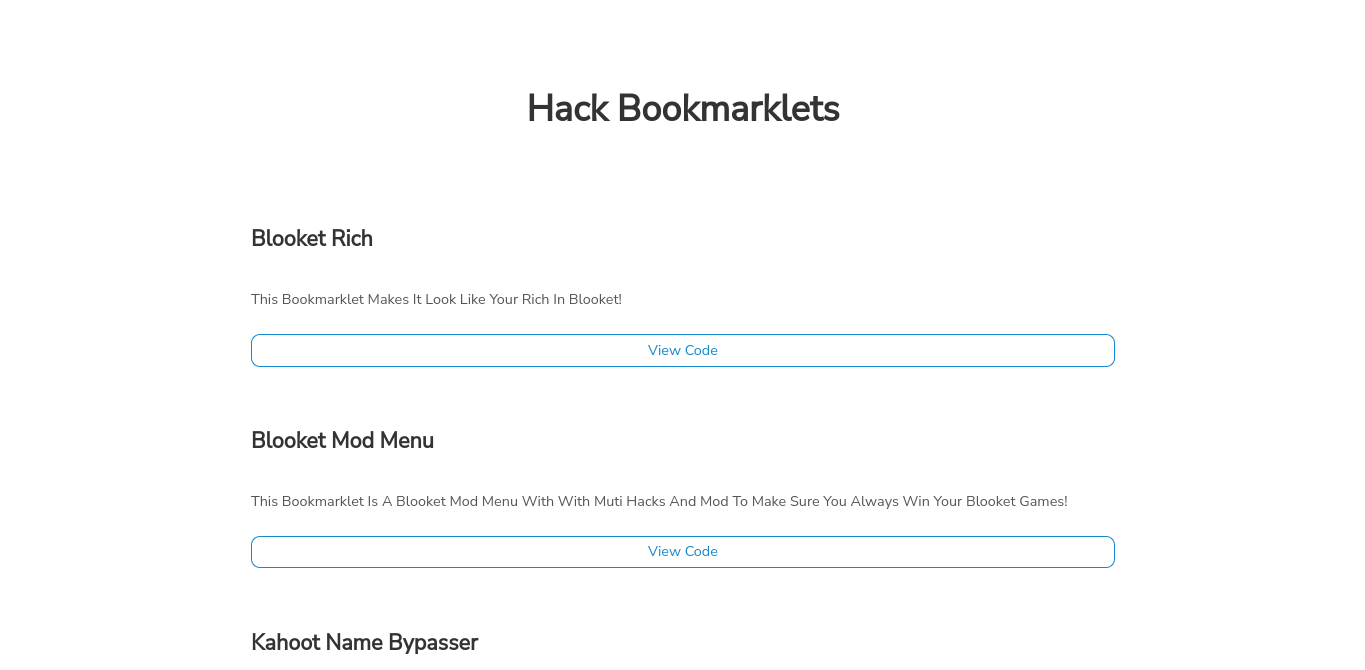 Hack Bookmarklets
Blooket Rich
This Bookmarklet Makes It Look Like Your Rich In Blooket!
View Code
Blooket Mod Menu
This Bookmarklet Is A Blooket Mod Menu With With Muti Hacks And Mod To Make Sure You Always Win Your Blooket Games!
View Code
Kahoot Name Bypasser